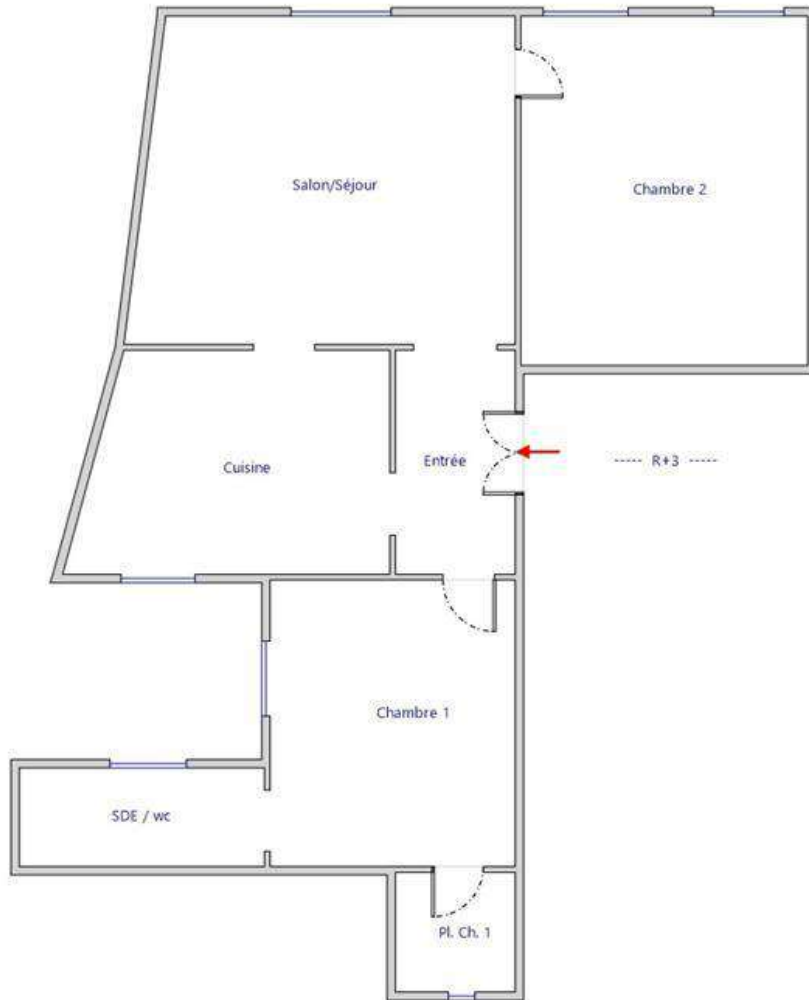 Salon/Séjour
Chambre 2
Cuisine
Entrée
----- R+3 -----
Chambre 1
SDE / wc
Pl. Ch. 1